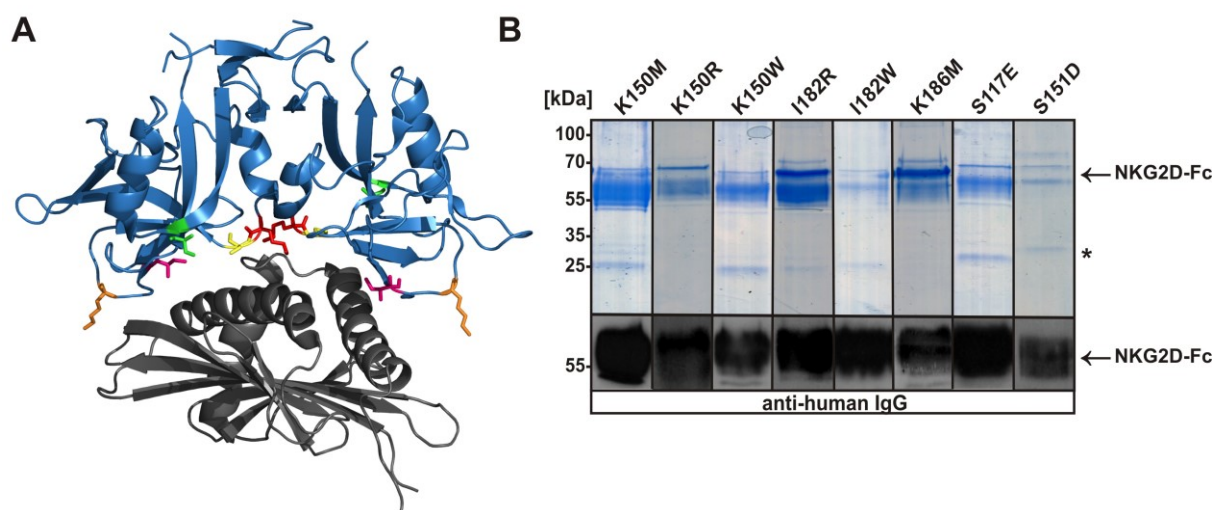 A
B
[kDa]
K150M K150R K150W I182R I182W K186M S117E S151D
100
70
NKG2D-Fc
55
35
*
25
NKG2D-Fc
55
anti-human IgG